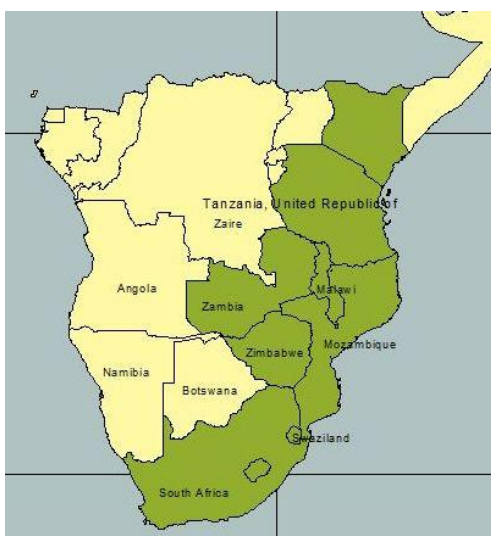 Tanzania, United Republic of
Zaire
Angola
Malawi
Zambia
Mozambique
Zimbabwe
Namibia
Botswana
Swaziland
South Africa